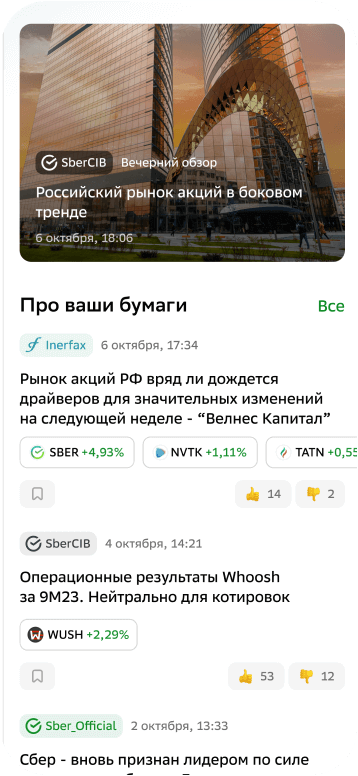 SberCIB Вечерний обзор
Российский рынок акций в боковом
тренде
6 октября, 18:06
Про ваши бумаги Все
Inerfax 6 октября, 17:34
Рынок акций РФ вряд ли дождется
драйверов для значительных изменений
на следующей неделе - “Велнес Капитал”
SBER +4,93% NVTK +1,11% TATN +0,55
14 2
SberCIB 4 октября, 14:21
Операционные результаты Whoosh
за 9М23. Нейтрально для котировок
WUSH +2,29%
53 12
Sber_Official 2 октября, 13:33
Сбер - вновь признан лидером по силе